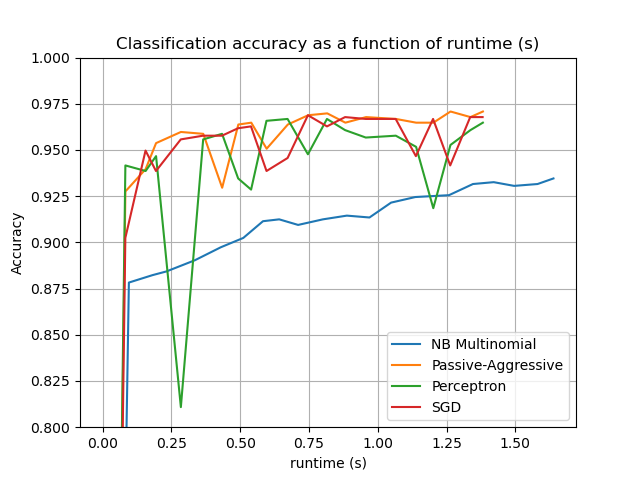 Classification accuracy as a function of runtime (s)
1.000
0.975
0.950
0.925
0.900
0.875
0.850
0.825
0.800
Accuracy
0.00 0.25 0.50 0.75 1.00 1.25 1.50
runtime (s)
NB Multinomial
Passive-Aggressive
Perceptron
SGD